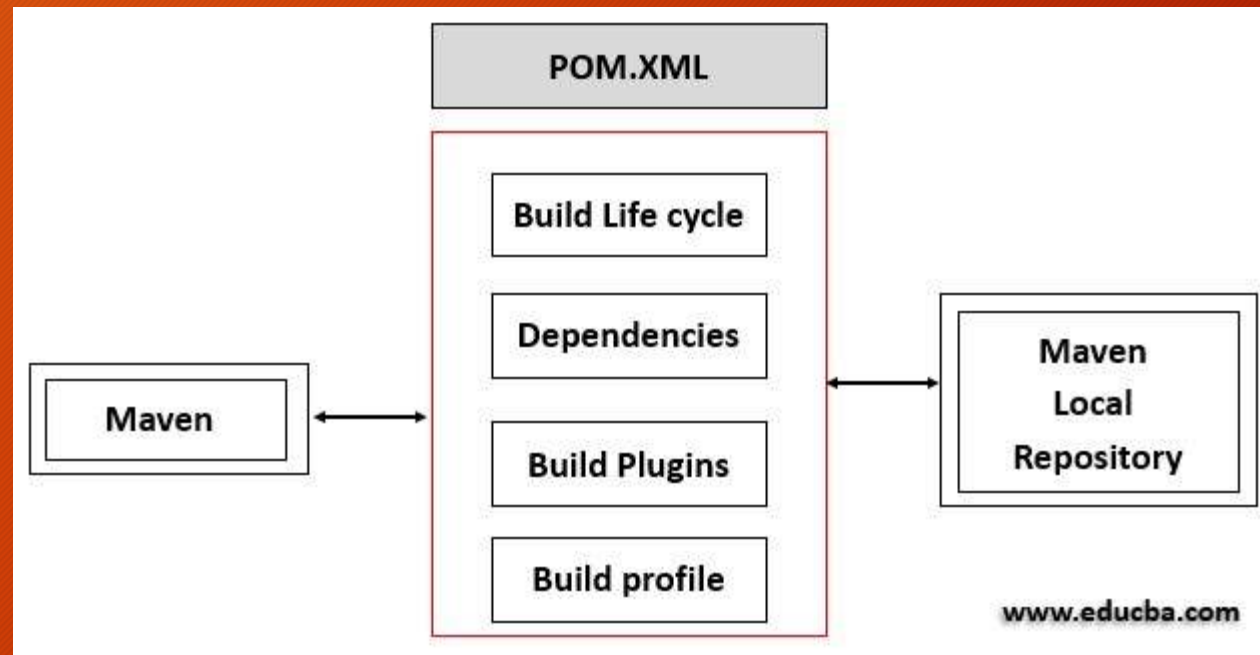 POM.XML
Build Life cycle
Dependencies
Build Plugins
Build profile
Maven
Maven
Local
Repository
www.educba.com